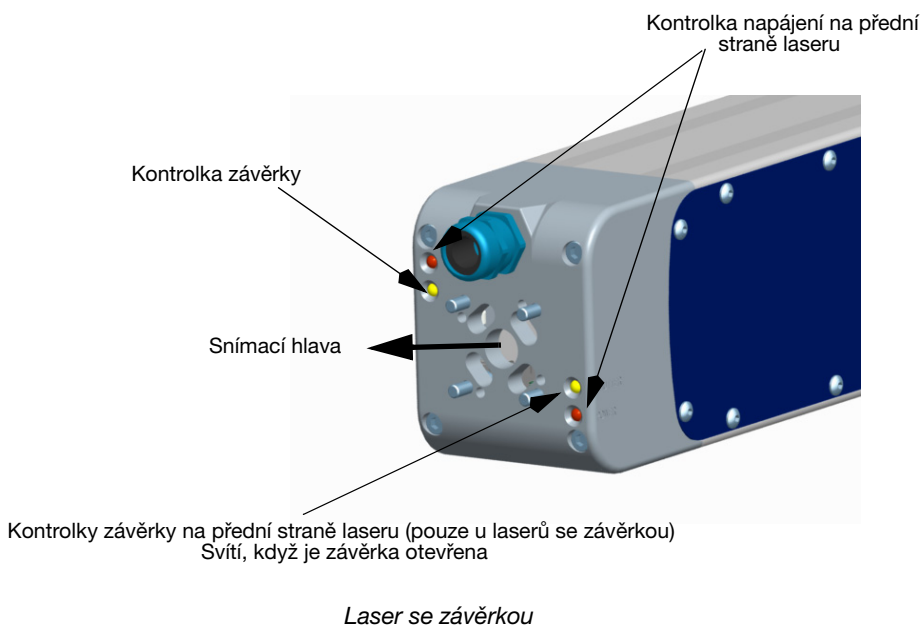 Kontrolka napájení na přední
straně laseru
Kontrolka závěrky
Snímací hlava
Kontrolky závěrky na přední straně laseru (pouze u laserů se závěrkou)
Svítí, když je závěrka otevřena
Laser se závěrkou